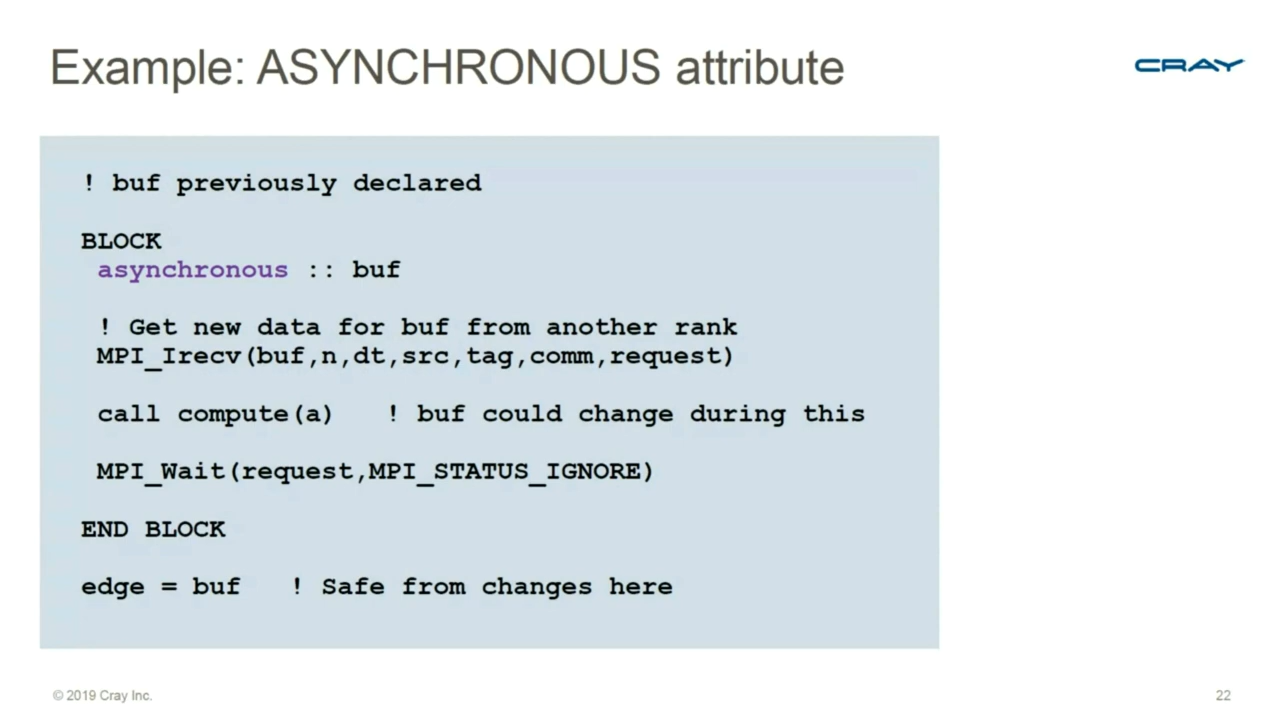 Example: ASYNCHRONOUS attribute
CRAY
! buf previously declared
BLOCK
asynchronous :: buf
! Get new data for buf from another rank
MPI_Irecv(buf,n,dt,src,tag,comm,request)
call compute(a) ! buf could change during this
MPI_Wait(request,MPI_STATUS_IGNORE)
END BLOCK
edge = buf ! Safe from changes here
© 2019 Cray Inc.
22